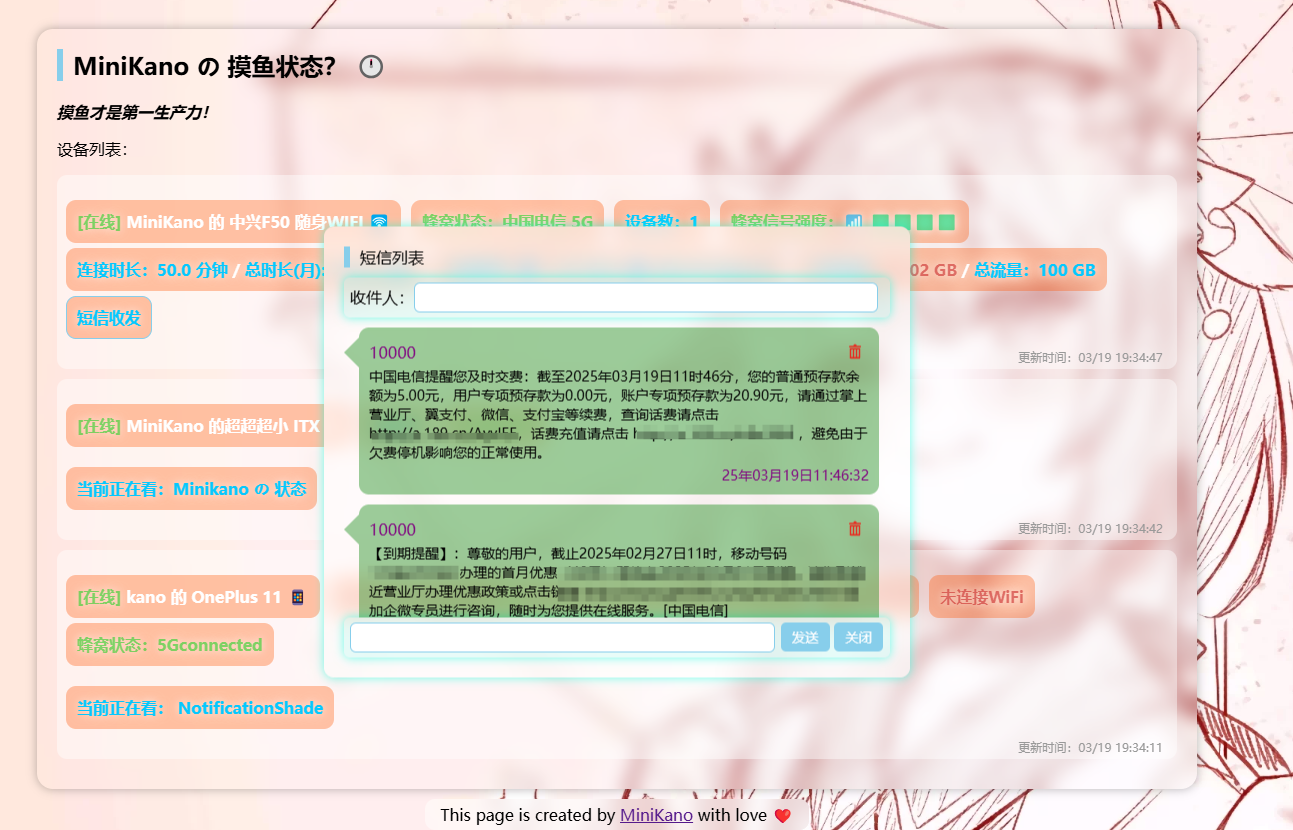 MiniKano の 摸鱼状态？ 🕛
摸鱼才是第一生产力！
设备列表：
[在线] MiniKano 的 中兴F50 随身WIFI 蜂窝状态：中国电信 5G 设备数：1 蜂窝信号强度：
连接时长：50.0 分钟 / 总时长(月): 02 GB / 总流量：100 GB
短信收发
更新时间：03/19 19:34:47
短信列表
收件人：
10000
中国电信提醒您及时交费：截至2025年03月19日11时46分，您的普通预存款余
额为5.00元，用户专项预存款为0.00元，账户专项预存款为20.90元，请通过掌上
营业厅、翼支付、微信、支付宝等续费，查询话费请点击
，话费充值请点击 ，避免由于
欠费停机影响您的正常使用。
25年03月19日11:46:32
10000
【到期提醒】：尊敬的用户，截止2025年02月27日11时，移动号码
办理的首月优惠
近营业厅办理优惠政策或点击
加企微专员进行咨询，随时为您提供在线服务。[中国电信]
发送 关闭
[在线] MiniKano 的超超超小 ITX
当前正在看：Minikano の 状态
更新时间：03/19 19:34:42
[在线] kano 的 OnePlus 11 未连接WiFi
蜂窝状态：5Gconnected
当前正在看： NotificationShade
更新时间：03/19 19:34:11
This page is created by MiniKano with love ❤️